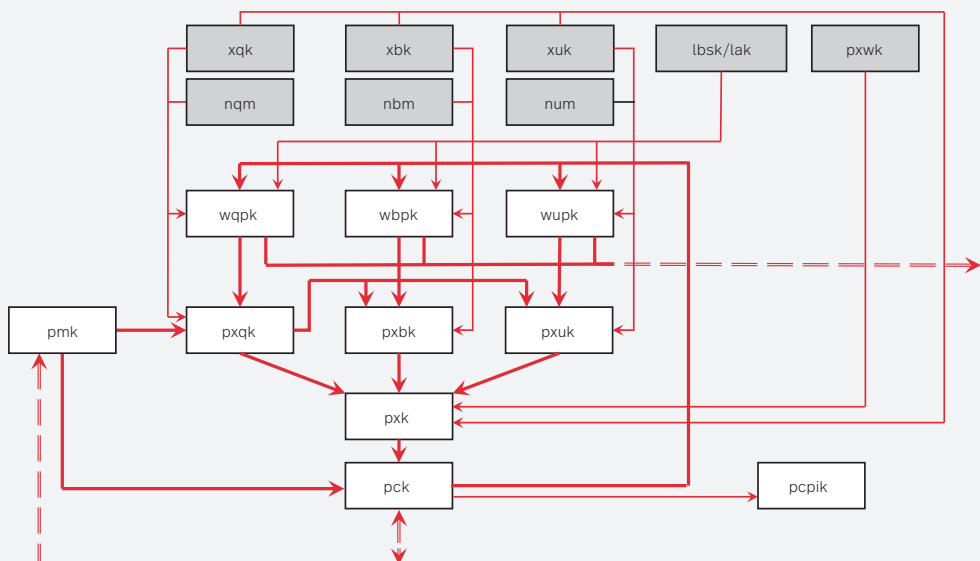 xqk
xbk
xuk
lbsk/lak
pxwk
nqm
nbm
num
wqpk
wbpk
wupk
pmk
pxqk
pxbk
pxuk
pxk
pck
pcpik